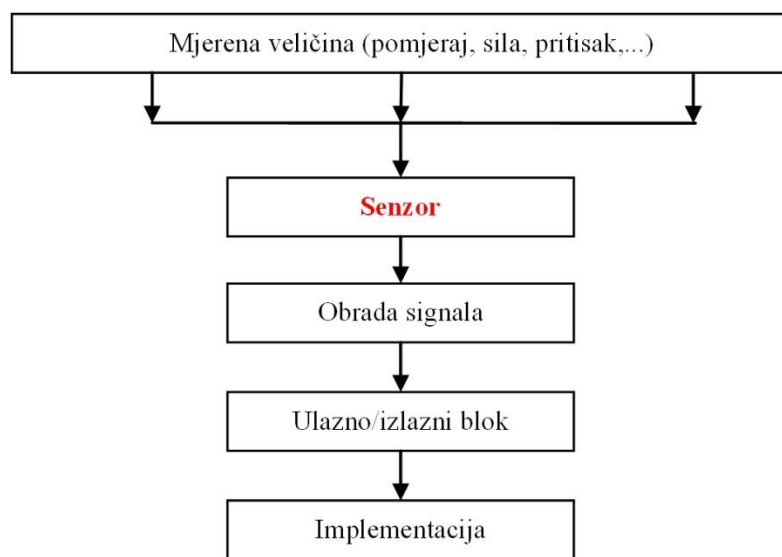 Mjerena veličina (pomjeraj, sila, pritisak,...)
Senzor
Obrada signala
Ulazno/izlazni blok
Implementacija